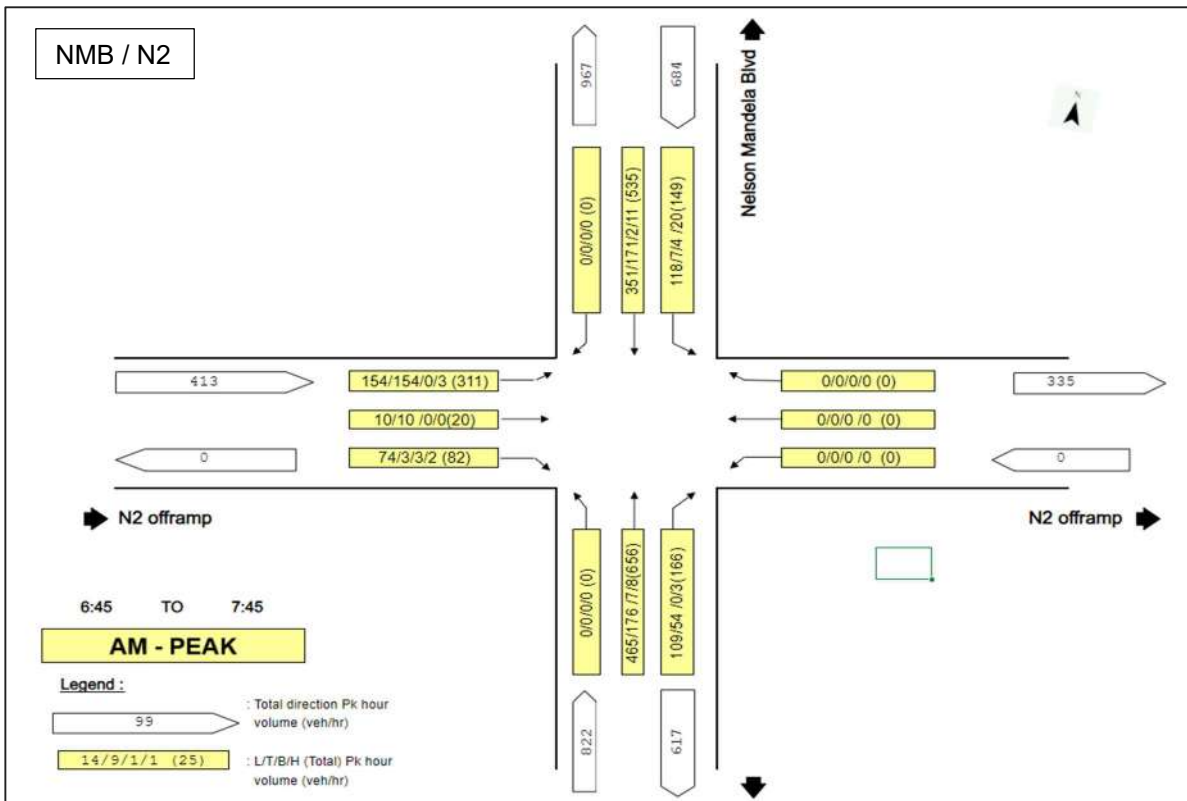 NMB / N2
967
684
Nelson Mandela Blvd
N
0/0/0/0 (0)
351/171/2/11 (535)
118/7/4 /20(149)
413
154/154/0/3 (311)
0/0/0/0 (0)
335
10/10 /0/0(20)
0/0/0 /0 (0)
0
74/3/3/2 (82)
0/0/0 /0 (0)
0
N2 offramp
N2 offramp
0/0/0/0 (0)
465/176 /7/8(656)
109/54 /0/3(166)
6:45 TO 7:45
AM - PEAK
Legend :
99
: Total direction Pk hour
volume (veh/hr)
14/9/1/1 (25)
: L/T/B/H (Total) Pk hour
volume (veh/hr)
822
617